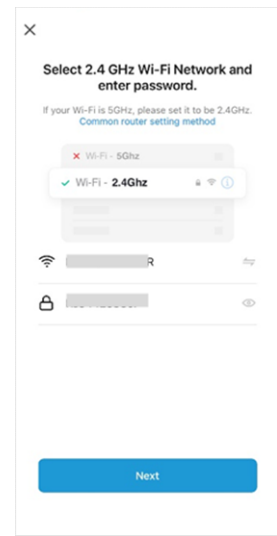 Select 2.4 GHz Wi-Fi Network and
enter password.
If your Wi-Fi is 5GHz, please set it to be 2.4GHz.
Common router setting method
Wi-Fi - 5Ghz
Wi-Fi - 2.4Ghz
R
Next